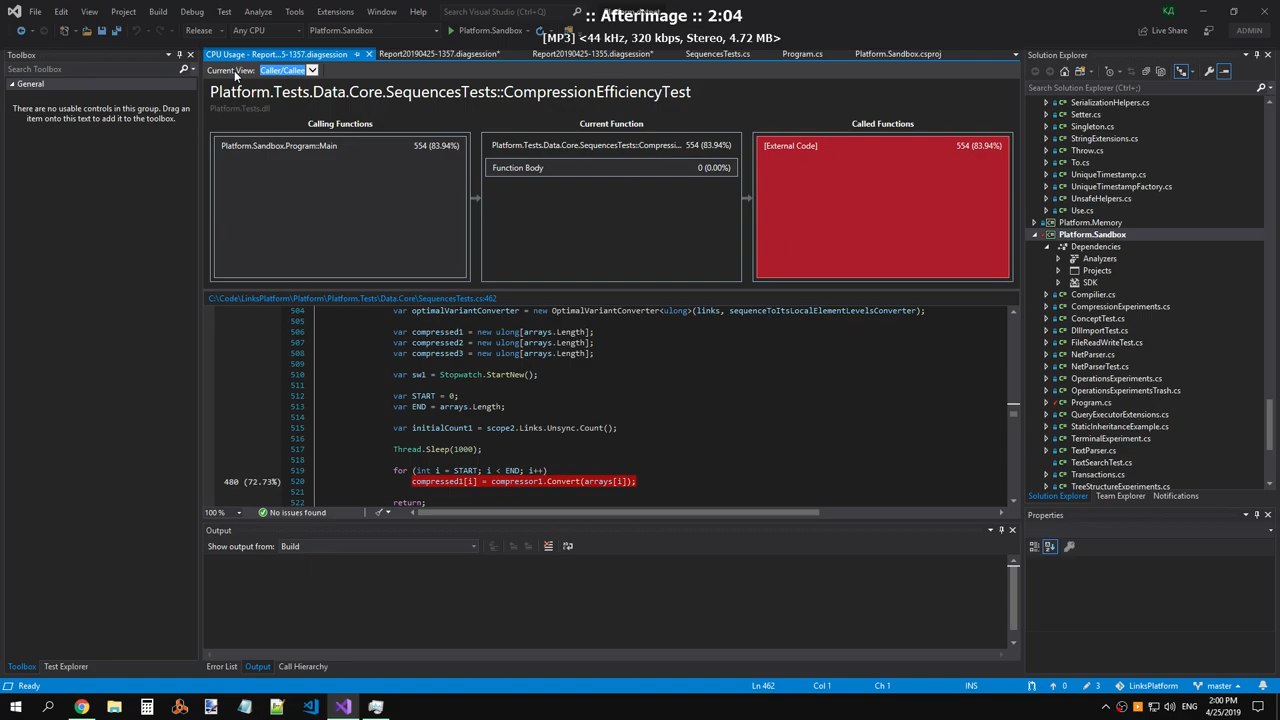 File Edit View Project Build Debug Test Analyze Tools Extensions Window Help Search Visual Studio
:: Afterimage :: 2:04
[MP3] <44 kHz, 320 kbps, Stereo, 4.72 MB>
КД
Release Any CPU Platform.Sandbox Platform.Sandbox Live Share ADMIN
Toolbox
Search Toolbox
General
There are no usable controls in this group. Drag an item onto this text to add it to the toolbox.
CPU Usage - Report...5-1357.diagsession Report20190425-1357.diagsession* Report20190425-1355.diagsession* SequencesTests.cs Program.cs Platform.Sandbox.csproj
Current View: Caller/Callee
Platform.Tests.Data.Core.SequencesTests::CompressionEfficiencyTest
Platform.Tests.dll
Calling Functions Current Function Called Functions
Platform.Sandbox.Program::Main 554 (83.94%)
Platform.Tests.Data.Core.SequencesTests::Compressi... 554 (83.94%)
Function Body 0 (0.00%)
[External Code] 554 (83.94%)
C:\Code\LinksPlatform\Platform\Platform.Tests\Data.Core\SequencesTests.cs:462
504 var optimalVariantConverter = new OptimalVariantConverter<ulong>(links, sequenceToItsLocalElementLevelsConverter);
505
506 var compressed1 = new ulong[arrays.Length];
507 var compressed2 = new ulong[arrays.Length];
508 var compressed3 = new ulong[arrays.Length];
509
510 var sw1 = Stopwatch.StartNew();
511
512 var START = 0;
513 var END = arrays.Length;
514
515 var initialCount1 = scope2.Links.Unsync.Count();
516
517 Thread.Sleep(1000);
518
519 for (int i = START; i < END; i++)
480 (72.73%) 520 compressed1[i] = compressor1.Convert(arrays[i]);
521
522 return;
100 % No issues found
Output
Show output from: Build
Error List Output Call Hierarchy
Toolbox Test Explorer
Solution Explorer
Search Solution Explorer (Ctrl+;)
SerializationHelpers.cs
Setter.cs
Singleton.cs
StringExtensions.cs
Throw.cs
To.cs
UniqueTimestamp.cs
UniqueTimestampFactory.cs
UnsafeHelpers.cs
Use.cs
Platform.Memory
Platform.Sandbox
Dependencies
Analyzers
Projects
SDK
Compilier.cs
CompressionExperiments.cs
ConceptTest.cs
DllImportTest.cs
FileReadWriteTest.cs
NetParser.cs
NetParserTest.cs
OperationsExperiments.cs
OperationsExperimentsTrash.cs
Program.cs
QueryExecutorExtensions.cs
StaticInheritanceExample.cs
TerminalExperiment.cs
TextParser.cs
TextSearchTest.cs
Transactions.cs
TreeStructureExperiments.cs
Solution Explorer Team Explorer Notifications
Properties
Ready Ln 462 Col 1 Ch 1 INS 0 3 LinksPlatform master
ENG 2:00 PM
4/25/2019